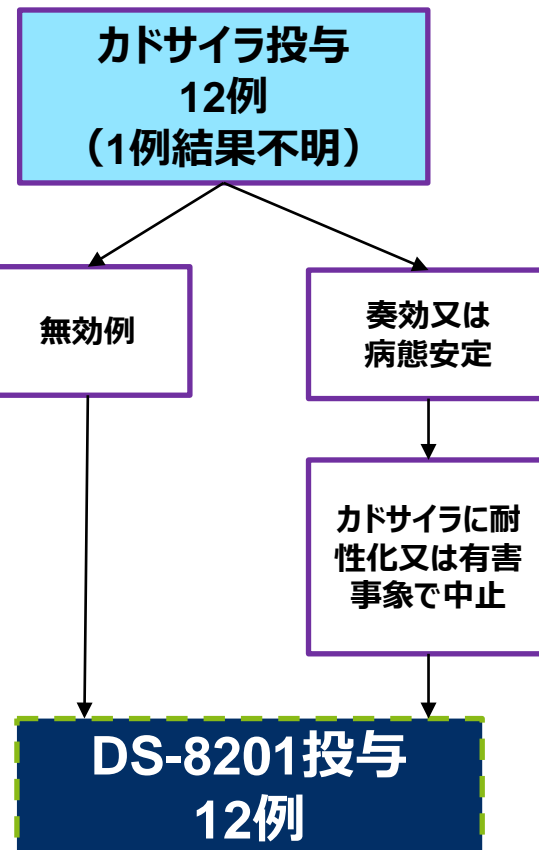 カドサイラ投与
12例
（1例結果不明）
無効例
奏効又は
病態安定
カドサイラに耐
性化又は有害
事象で中止
DS-8201投与
12例